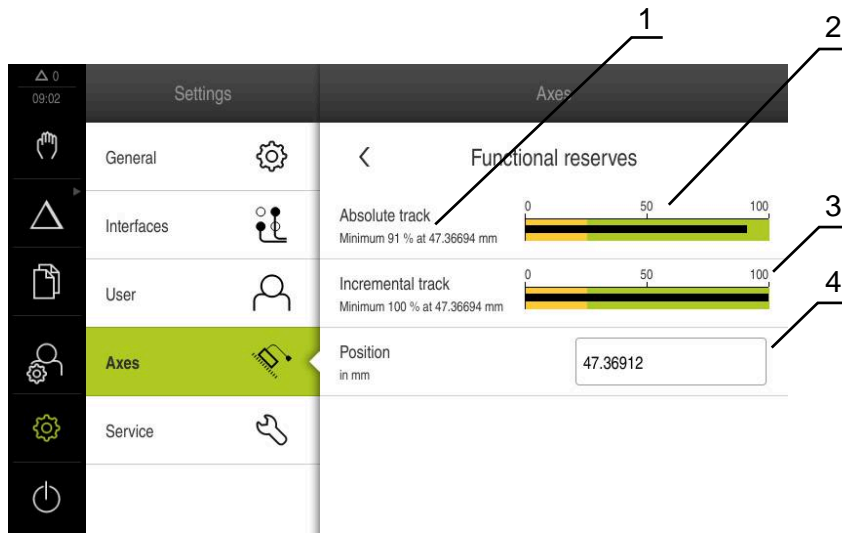 1
2
0
09:02
Settings
Axes
General
Functional reserves
Absolute track
Minimum 91 % at 47.36694 mm
0 50 100
3
Interfaces
Incremental track
Minimum 100 % at 47.36694 mm
0 50 100
4
User
Position
in mm
47.36912
Axes
Service